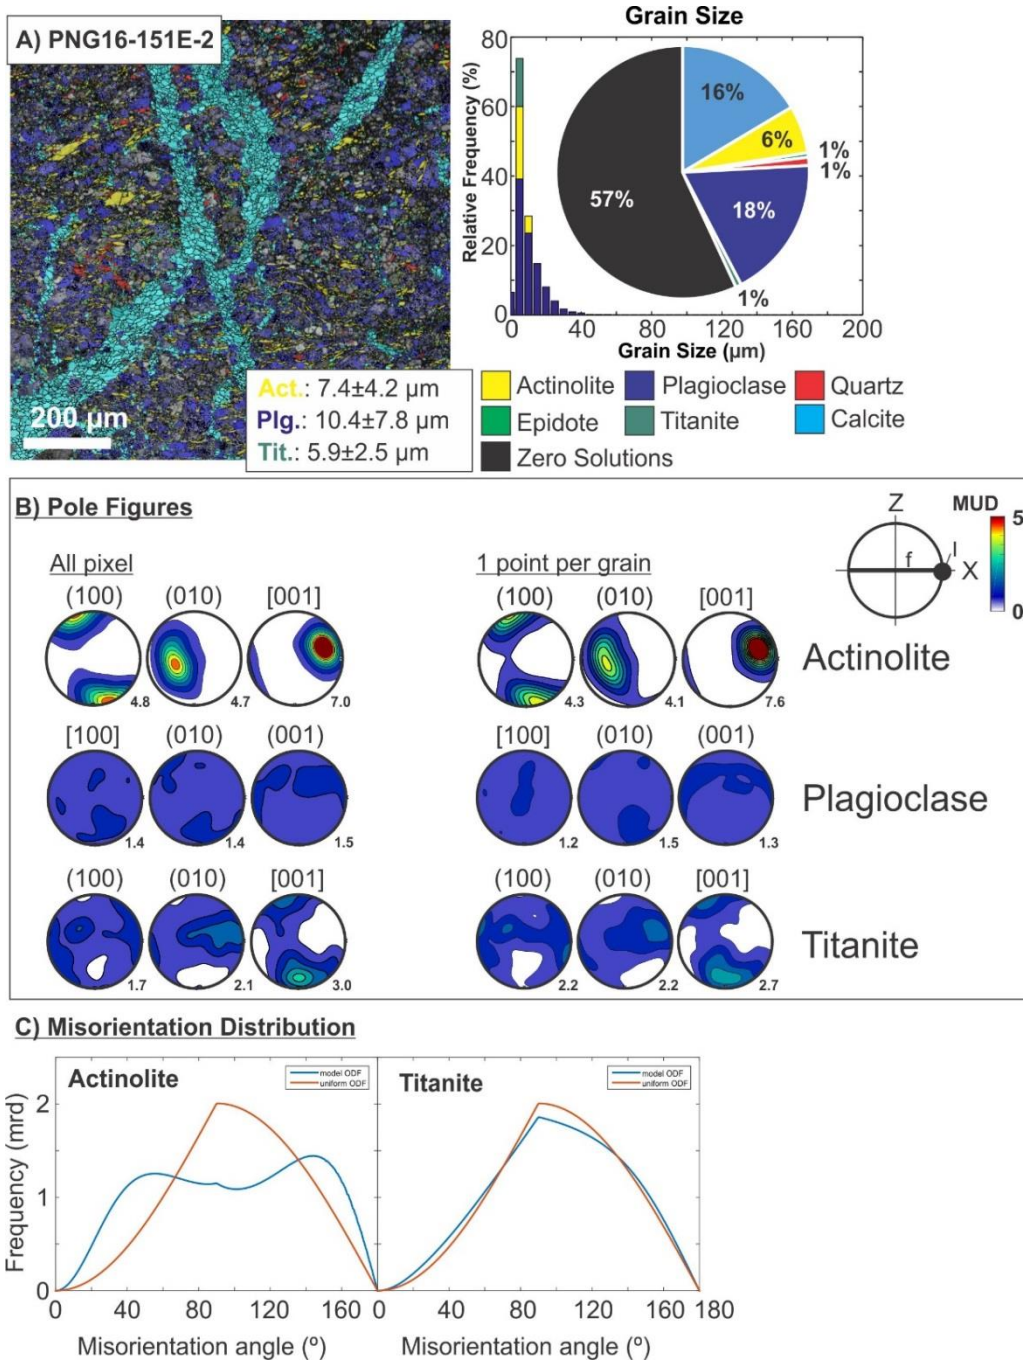 A) PNG16-151E-2
200 µm
Act.: 7.4±4.2 µm
Plg.: 10.4±7.8 µm
Tit.: 5.9±2.5 µm
Grain Size
Relative Frequency (%)
80
60
40
20
0
0 40 80 120 160 200
Grain Size (µm)
16%
6%
1%
1%
18%
1%
57%
Actinolite Plagioclase Quartz
Epidote Titanite Calcite
Zero Solutions
B) Pole Figures
Z
f
l
X
MUD
5
0
All pixel 1 point per grain
(100) (010) [001] (100) (010) [001]
Actinolite
4.8 4.7 7.0 4.3 4.1 7.6
[100] (010) (001) [100] (010) (001)
Plagioclase
1.4 1.4 1.5 1.2 1.5 1.3
(100) (010) [001] (100) (010) [001]
Titanite
1.7 2.1 3.0 2.2 2.2 2.7
C) Misorientation Distribution
Actinolite
model ODF
uniform ODF
Titanite
model ODF
uniform ODF
Frequency (mrd)
2
1
0
0 40 80 120 160 0 40 80 120 160 180
Misorientation angle (º) Misorientation angle (º)